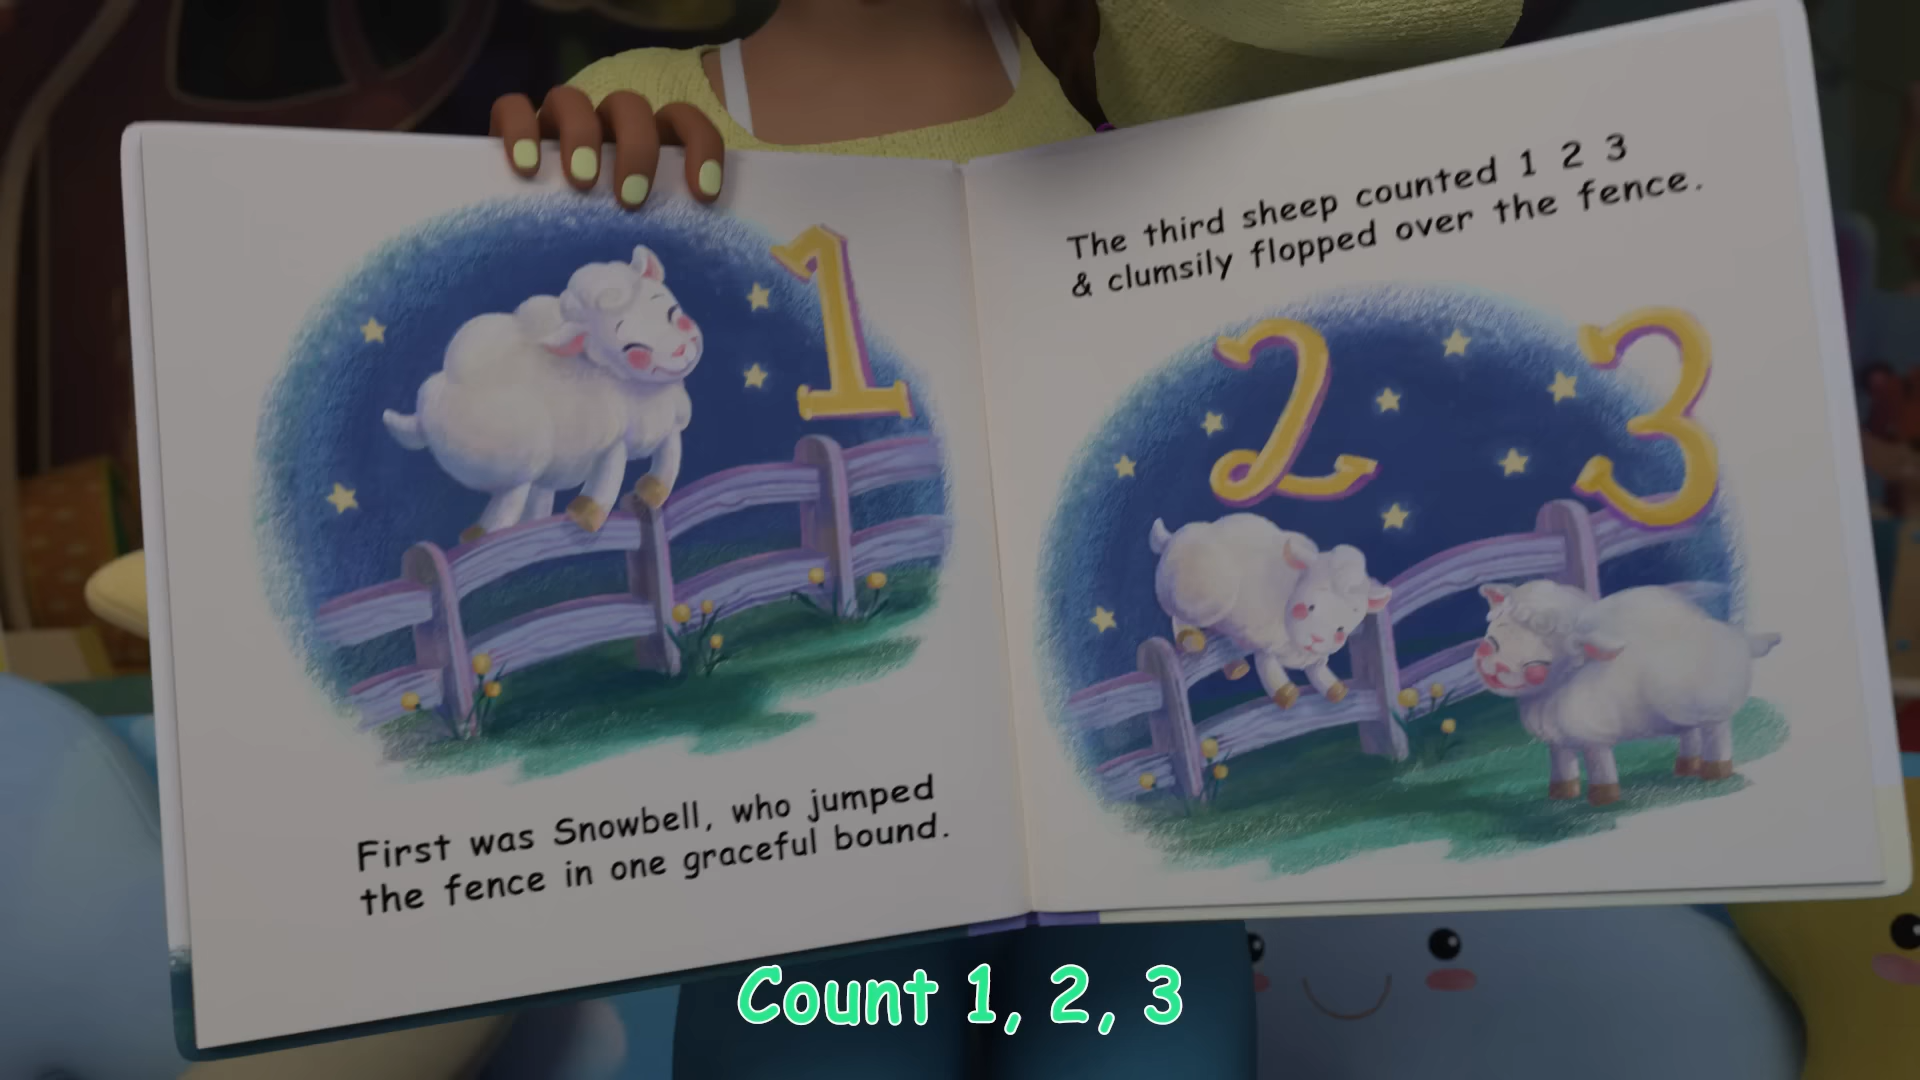 1
First was Snowbell, who jumped
the fence in one graceful bound.
The third sheep counted 1 2 3
& clumsily flopped over the fence.
2 3
Count 1, 2, 3